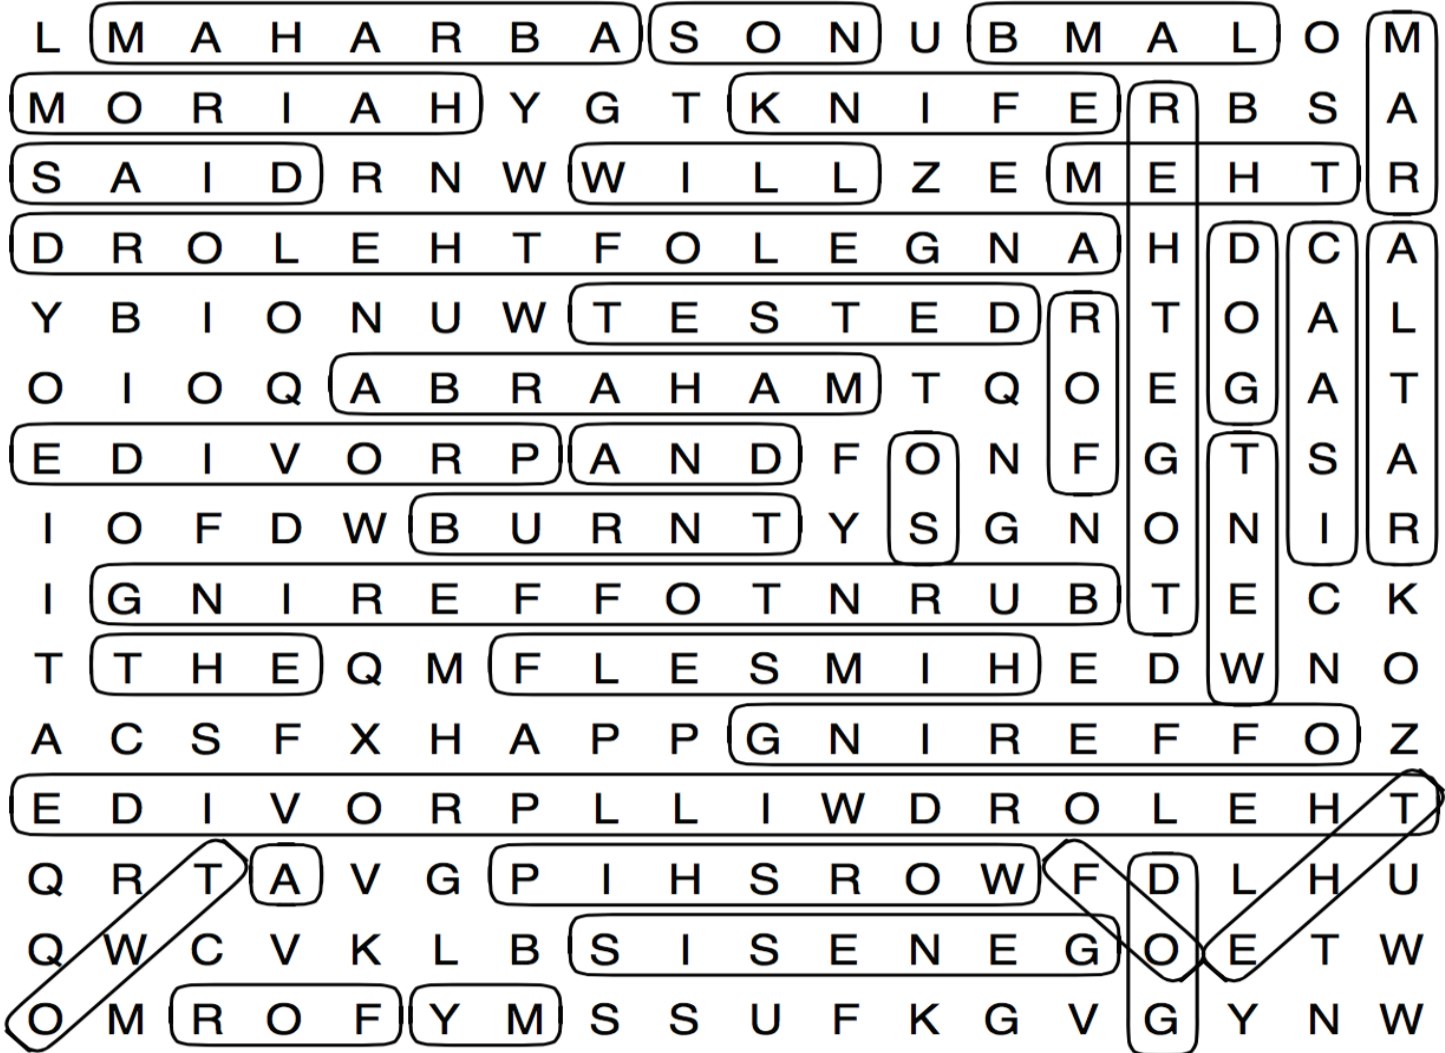 L M A H A R B A S O N U B M A L O M
M O R I A H Y G T K N I F E R B S A
S A I D R N W W I L L Z E M E H T R
D R O L E H T F O L E G N A H D C A
Y B I O N U W T E S T E D R T O A L
O I O Q A B R A H A M T Q O E G A T
E D I V O R P A N D F O N F G T S A
I O F D W B U R N T Y S G N O N I R
I G N I R E F F O T N R U B T E C K
T T H E Q M F L E S M I H E D W N O
A C S F X H A P P G N I R E F F O Z
E D I V O R P L L I W D R O L E H T
Q R T A V G P I H S R O W F D L H U
Q W C V K L B S I S E N E G O E T W
O M R O F Y M S S U F K G V G Y N W